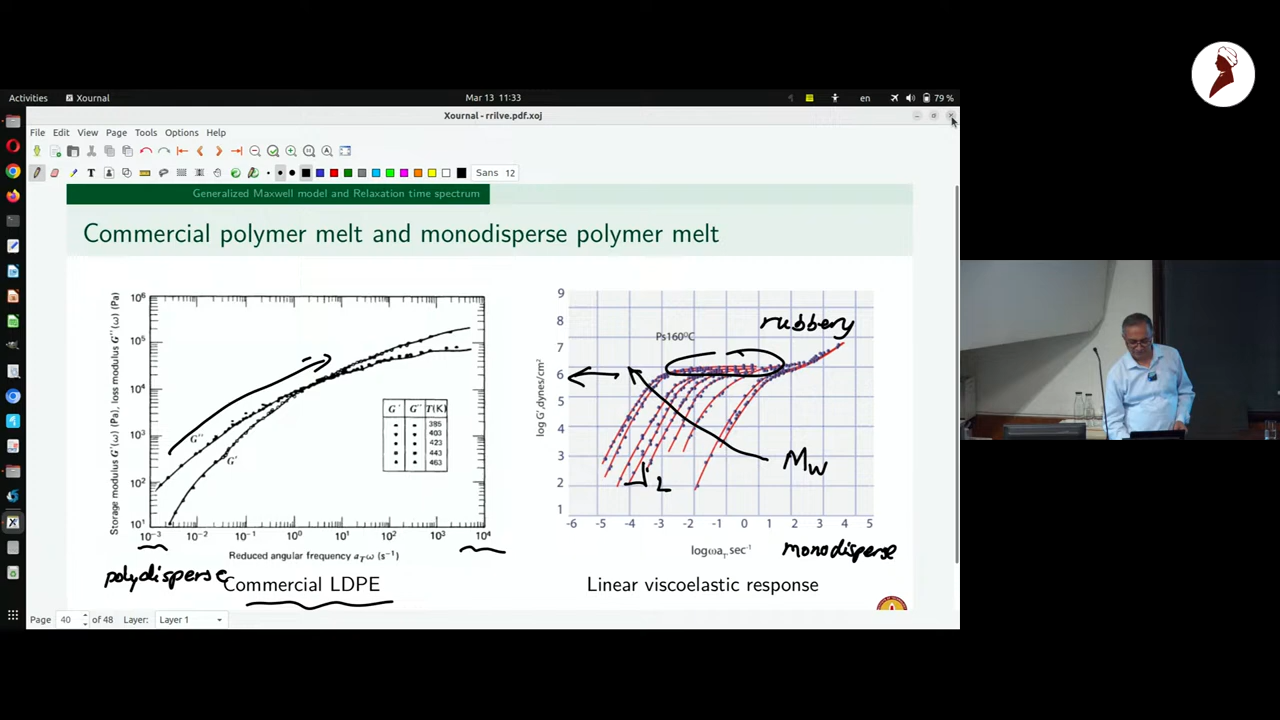 Activities Xournal Mar 13 11:33 en 79 %
Xournal - rrilve.pdf.xoj
File Edit View Page Tools Options Help
Sans 12
Generalized Maxwell model and Relaxation time spectrum
Commercial polymer melt and monodisperse polymer melt
Storage modulus G'(ω) (Pa), loss modulus G''(ω) (Pa)
10⁶
10⁵
10⁴
10³
10²
10¹
G''
G'
G' G'' T(K)
385
403
423
443
463
10⁻³ 10⁻² 10⁻¹ 10⁰ 10¹ 10² 10³ 10⁴
Reduced angular frequency a_Tω (s⁻¹)
polydisperse
Commercial LDPE
log G', dynes/cm²
9
8
7
6
5
4
3
2
1
Ps160⁰C
rubbery
Mw
2
-6 -5 -4 -3 -2 -1 0 1 2 3 4 5
logωa_T sec⁻¹
monodisperse
Linear viscoelastic response
Page 40 of 48 Layer: Layer 1